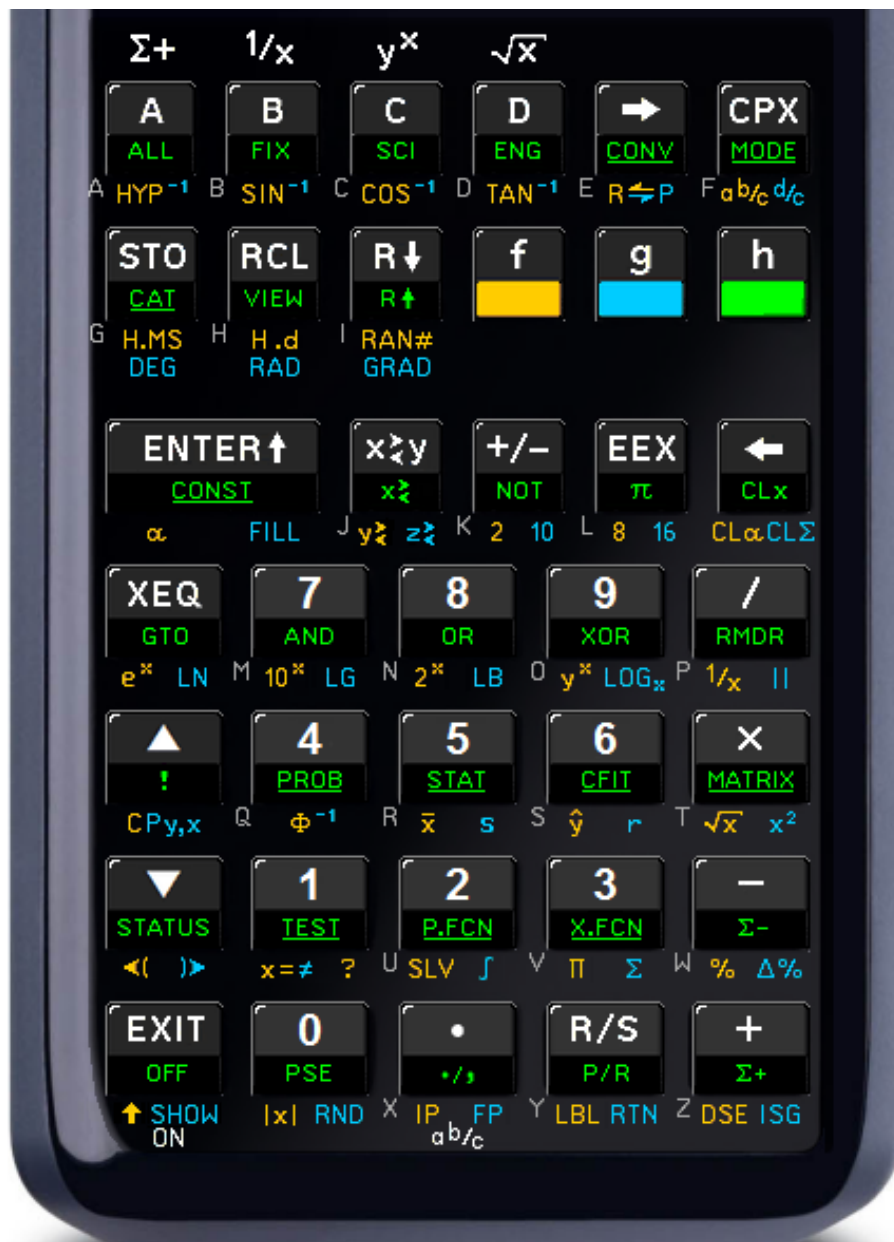 Σ+ 1/x yˣ √x
A B C D ➡ CPX
ALL FIX SCI ENG CONV MODE
A HYP⁻¹ B SIN⁻¹ C COS⁻¹ D TAN⁻¹ E R⇆P F a b/c d/c
STO RCL R⬇ f g h
CAT VIEW R⬆
G H.MS H H.d I RAN#
DEG RAD GRAD
ENTER⬆ x≷y +/− EEX ⬅
CONST x≷ NOT π CLx
α FILL J y≷ z≷ K 2 10 L 8 16 CLα CLΣ
XEQ 7 8 9 /
GTO AND OR XOR RMDR
eˣ LN M 10ˣ LG N 2ˣ LB O yˣ LOGₓ P 1/x ||
▲ 4 5 6 ×
! PROB STAT CFIT MATRIX
CPy,x Q Φ⁻¹ R x̄ s S ŷ r T √x x²
▼ 1 2 3 −
STATUS TEST P.FCN X.FCN Σ−
◀( )▶ x=≠ ? U SLV ∫ V Π Σ W % Δ%
EXIT 0 . R/S +
OFF PSE ./, P/R Σ+
⬆ SHOW |x| RND X IP FP Y LBL RTN Z DSE ISG
ON a b/c